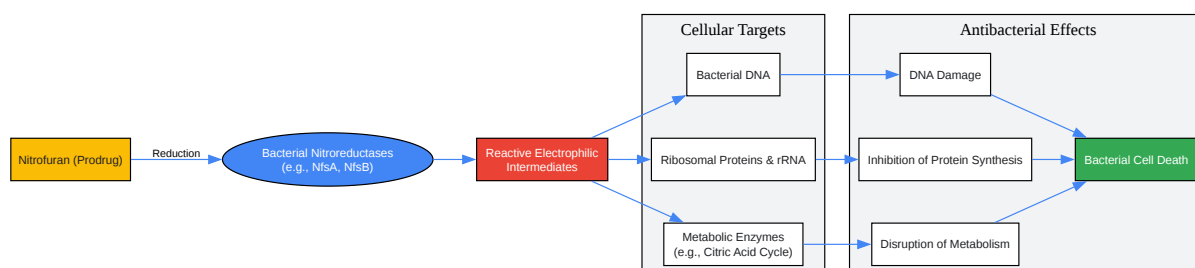 Cellular Targets
Antibacterial Effects
Bacterial DNA
DNA Damage
Nitrofuran (Prodrug)
Reduction
Bacterial Nitroreductases
(e.g., NfsA, NfsB)
Reactive Electrophilic
Intermediates
Ribosomal Proteins & rRNA
Inhibition of Protein Synthesis
Bacterial Cell Death
Metabolic Enzymes
(e.g., Citric Acid Cycle)
Disruption of Metabolism